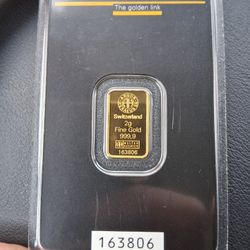 The golden link
Switzerland
2g
Fine Gold
999,9
163806
163806